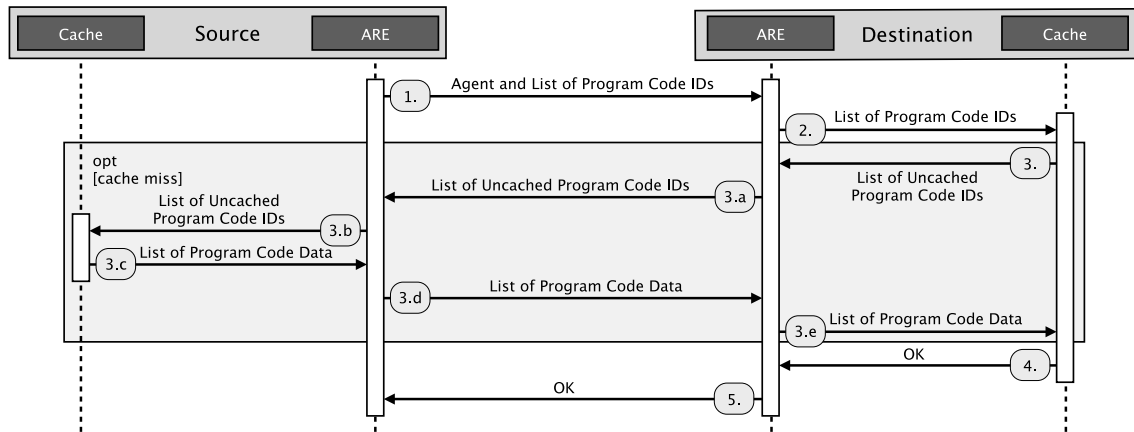 Cache
Source
ARE
ARE
Destination
Cache
1.
Agent and List of Program Code IDs
2.
List of Program Code IDs
opt
[cache miss]
3.
List of Uncached
Program Code IDs
3.a
List of Uncached Program Code IDs
List of Uncached
Program Code IDs
3.b
3.c
List of Program Code Data
3.d
List of Program Code Data
3.e
List of Program Code Data
OK
4.
OK
5.